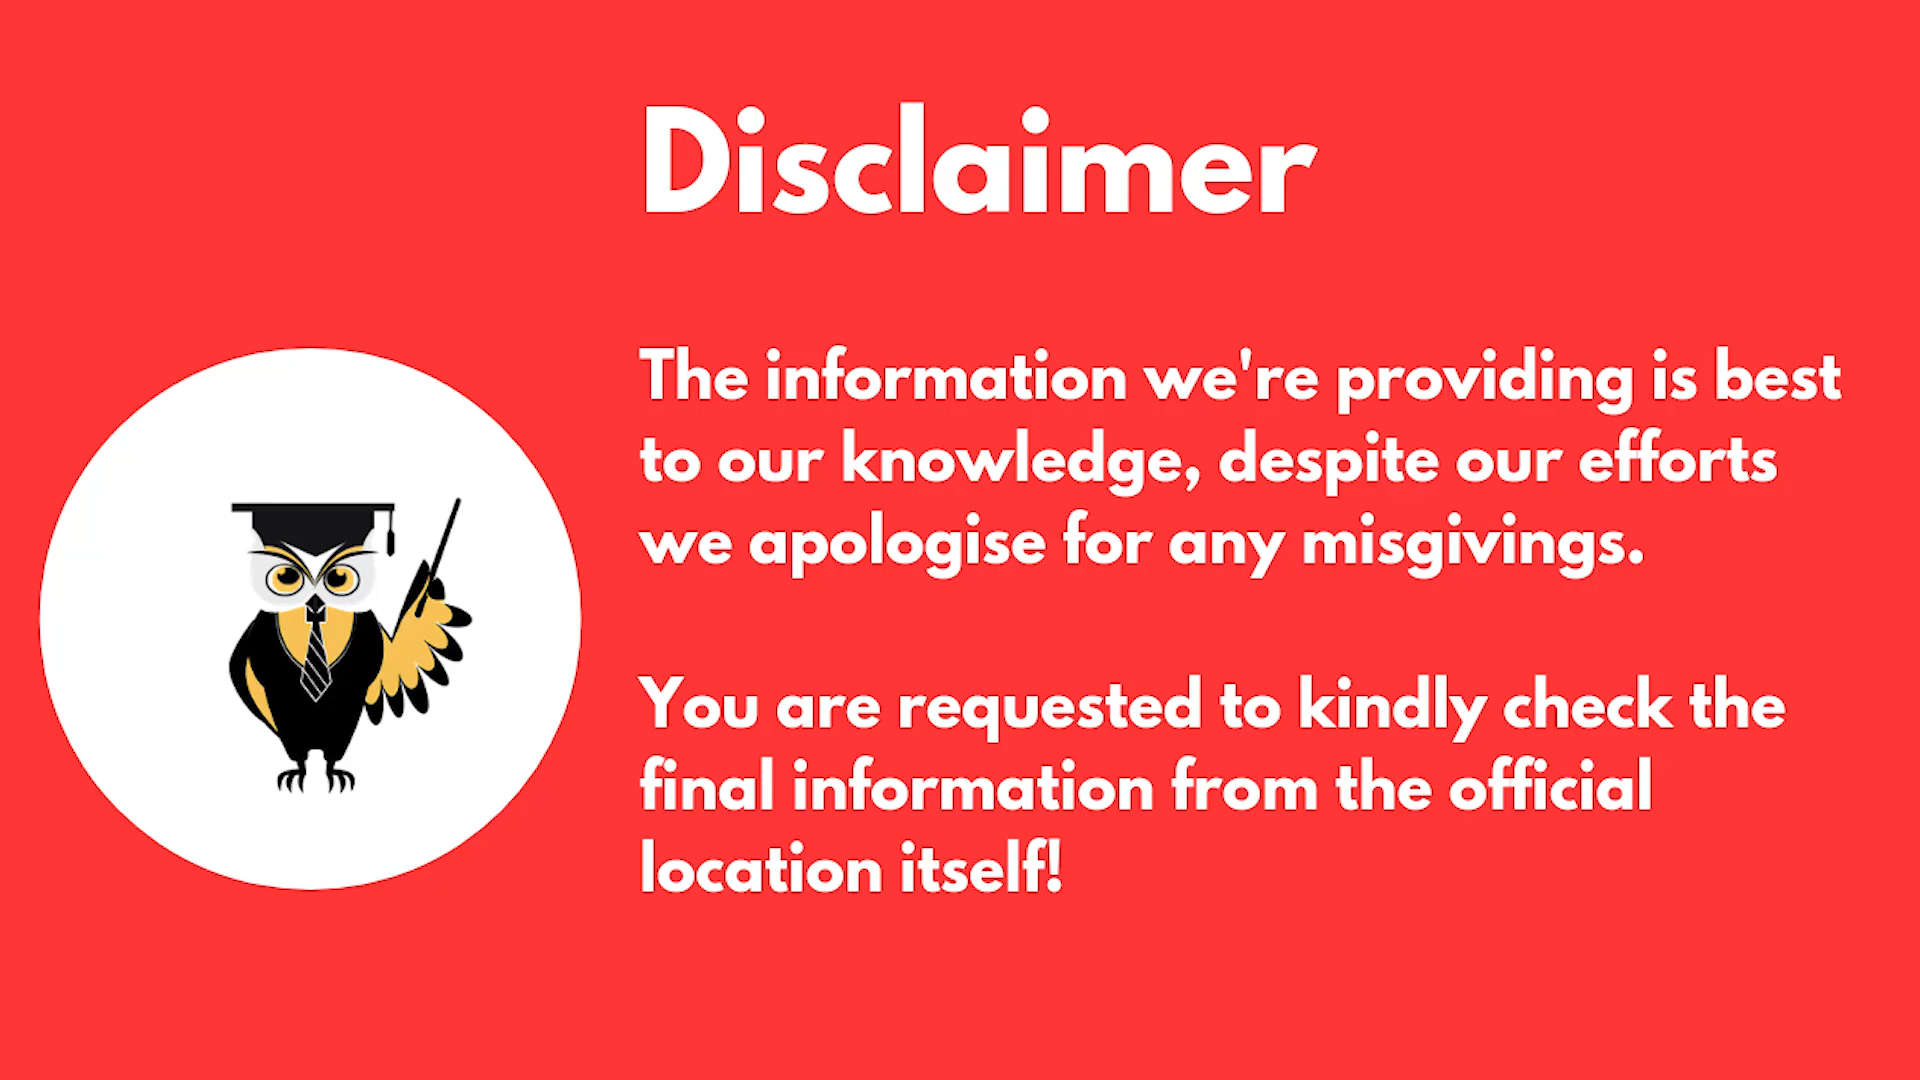 Disclaimer
The information we're providing is best
to our knowledge, despite our efforts
we apologise for any misgivings.
You are requested to kindly check the
final information from the official
location itself!